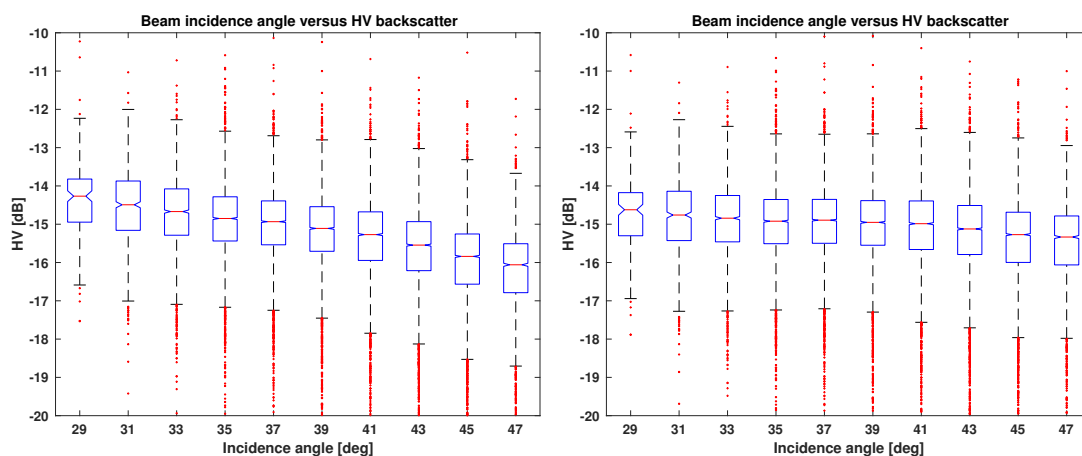 Beam incidence angle versus HV backscatter
HV [dB]
-10
-11
-12
-13
-14
-15
-16
-17
-18
-19
-20
29 31 33 35 37 39 41 43 45 47
Incidence angle [deg]
Beam incidence angle versus HV backscatter
HV [dB]
-10
-11
-12
-13
-14
-15
-16
-17
-18
-19
-20
29 31 33 35 37 39 41 43 45 47
Incidence angle [deg]